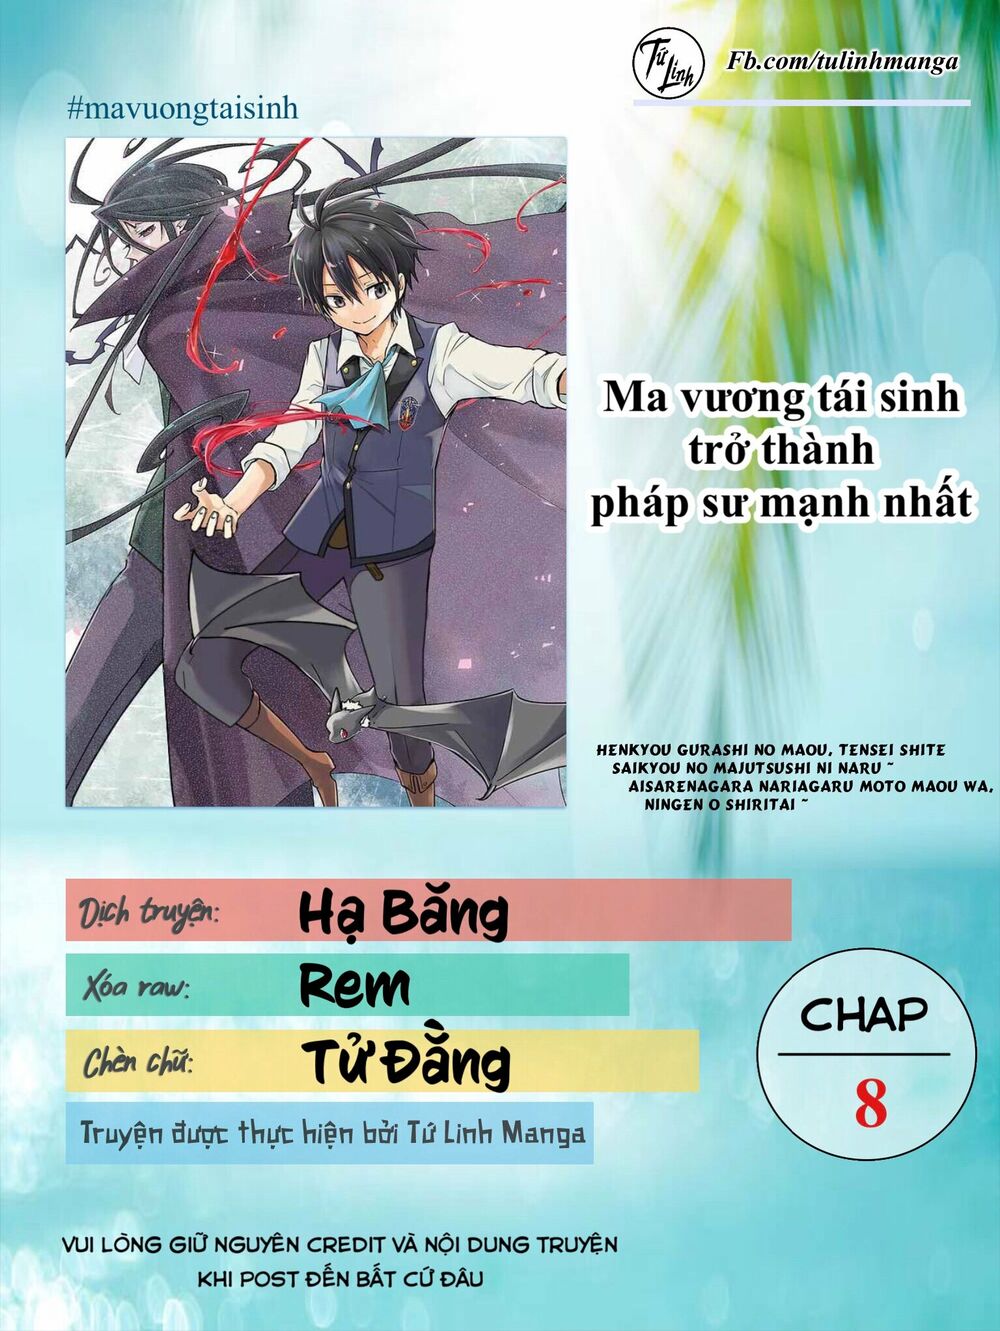 Tứ Linh
Fb.com/tulinhmanga
#mavuongtaisinh
Ma vương tái sinh
trở thành
pháp sư mạnh nhất
HENKYOU GURASHI NO MAOU, TENSEI SHITE
SAIKYOU NO MAJUTSUSHI NI NARU ~
AISARENAGARA NARIAGARU MOTO MAOU WA,
NINGEN O SHIRITAI ~
Dịch truyện: Hạ Băng
Xóa raw: Rem
Chèn chữ: Tử Đằng
Truyện được thực hiện bởi Tứ Linh Manga
CHAP
8
VUI LÒNG GIỮ NGUYÊN CREDIT VÀ NỘI DUNG TRUYỆN
KHI POST ĐẾN BẤT CỨ ĐÂU